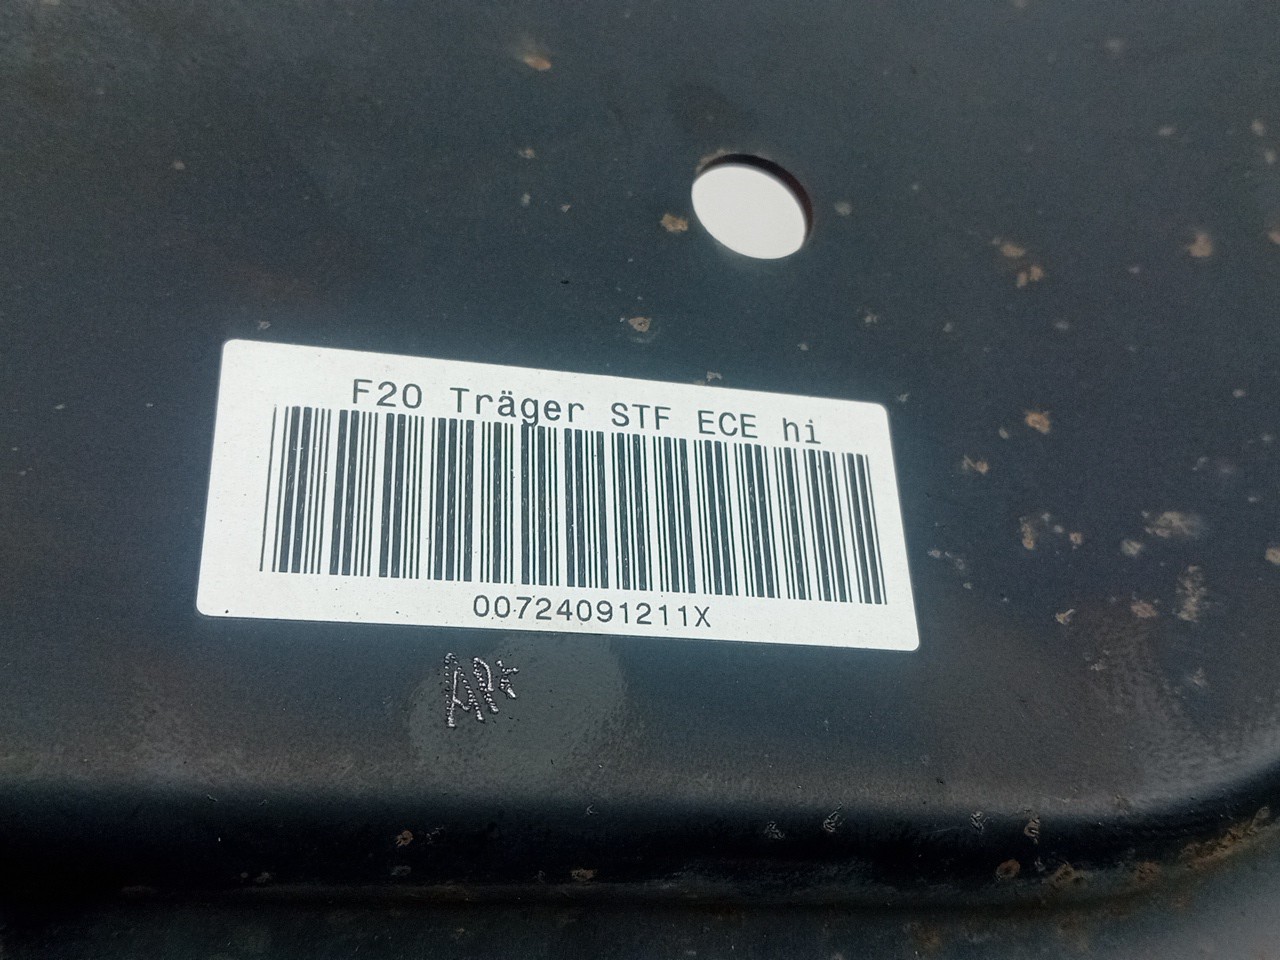 F20 Träger STF ECE hi
00724091211X